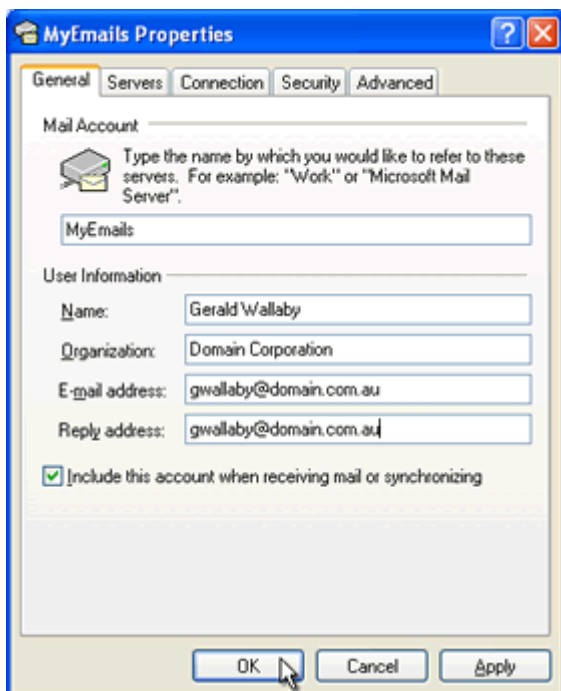 MyEmails Properties
General Servers Connection Security Advanced
Mail Account
Type the name by which you would like to refer to these
servers. For example: "Work" or "Microsoft Mail
Server".
MyEmails
User Information
Name: Gerald Wallaby
Organization: Domain Corporation
E-mail address: gwallaby@domain.com.au
Reply address: gwallaby@domain.com.au
Include this account when receiving mail or synchronizing
OK Cancel Apply